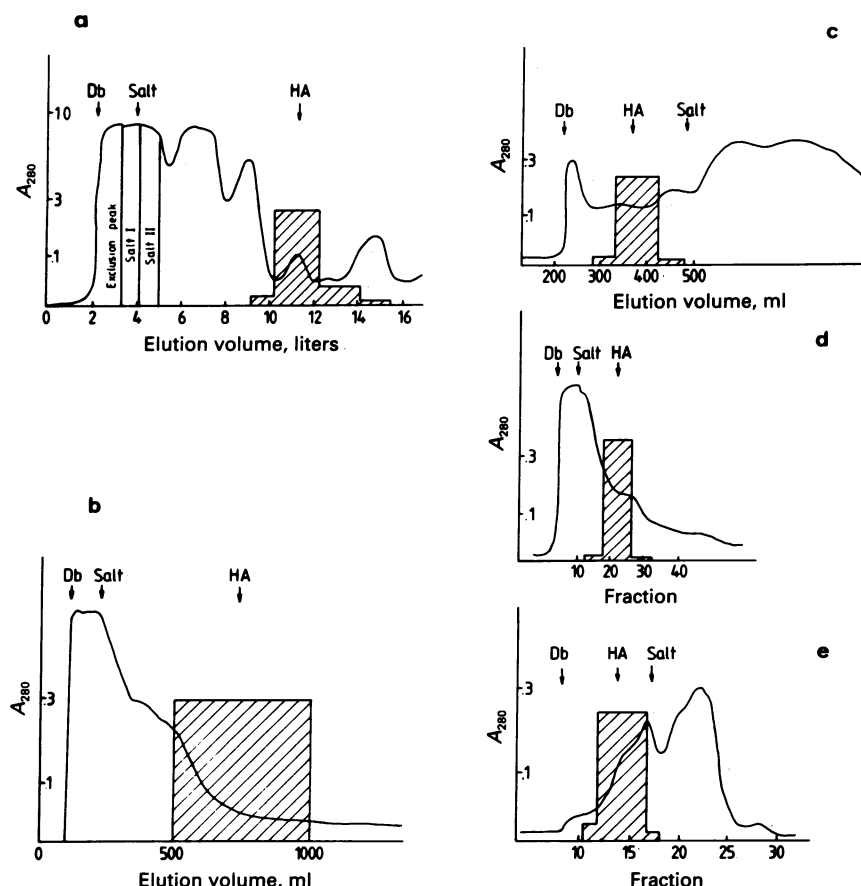 a
Db Salt HA
10
.3
.1
A280
Exclusion peak
Salt I
Salt II
0 2 4 6 8 10 12 14 16
Elution volume, liters
b
Db Salt HA
.3
.1
A280
0 500 1000
Elution volume, ml
c
Db HA Salt
.3
.1
A280
200 300 400 500
Elution volume, ml
d
Db Salt HA
.3
.1
A280
10 20 30 40
Fraction
e
Db HA Salt
.3
.1
A280
10 15 20 25 30
Fraction